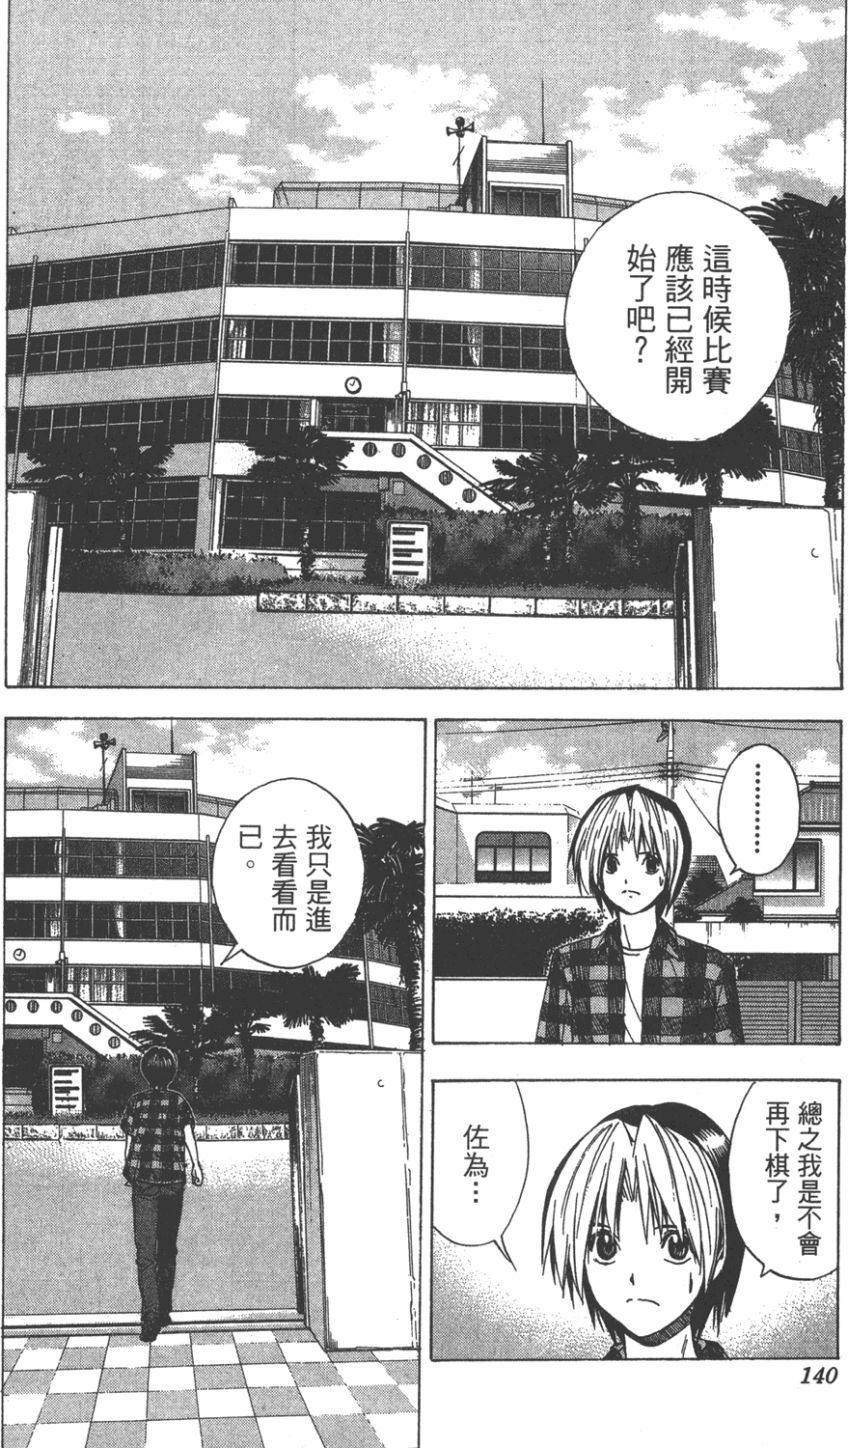 這時候比賽
應該已經開
始了吧？
…………
總之我是不會
再下棋了，
佐為…
我只是進
去看看而
已。
140